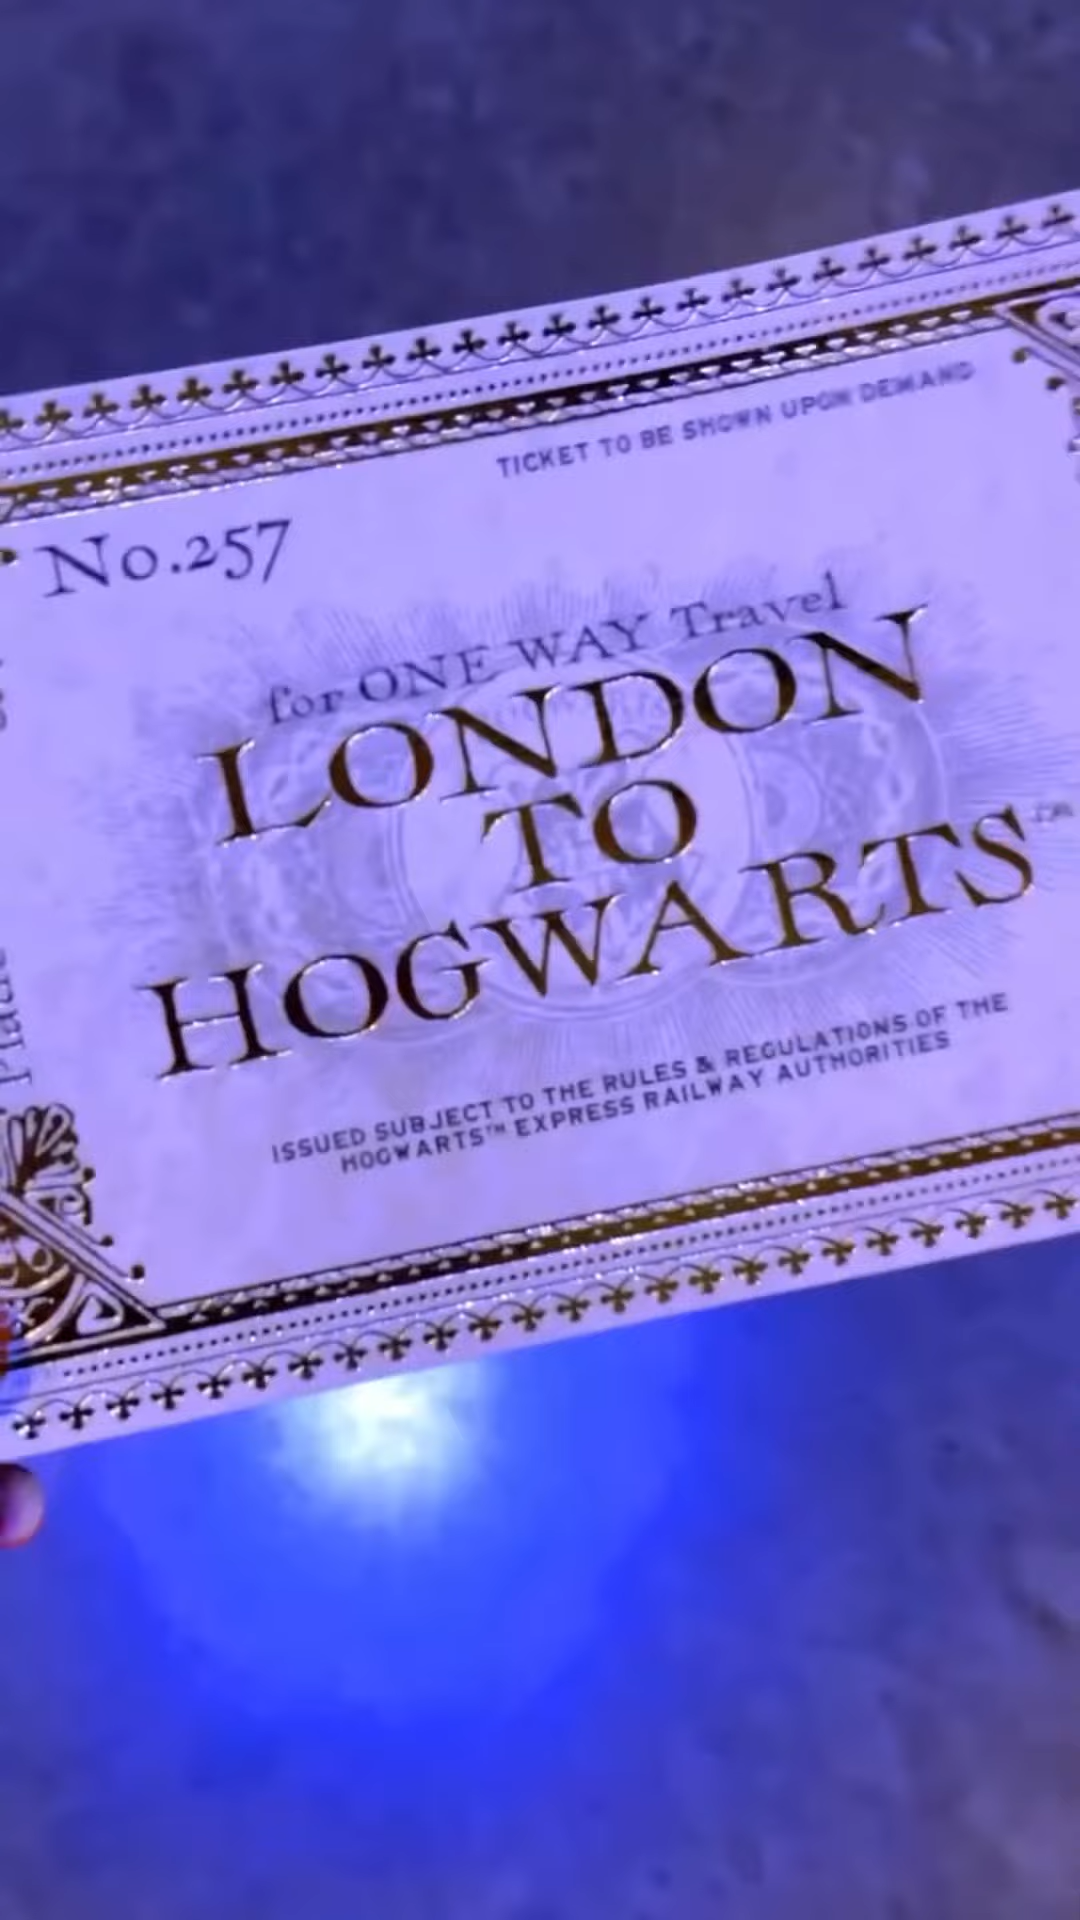 TICKET TO BE SHOWN UPON DEMAND
No.257
for ONE WAY Travel
LONDON
TO
HOGWARTS
ISSUED SUBJECT TO THE RULES & REGULATIONS OF THE
HOGWARTS™ EXPRESS RAILWAY AUTHORITIES